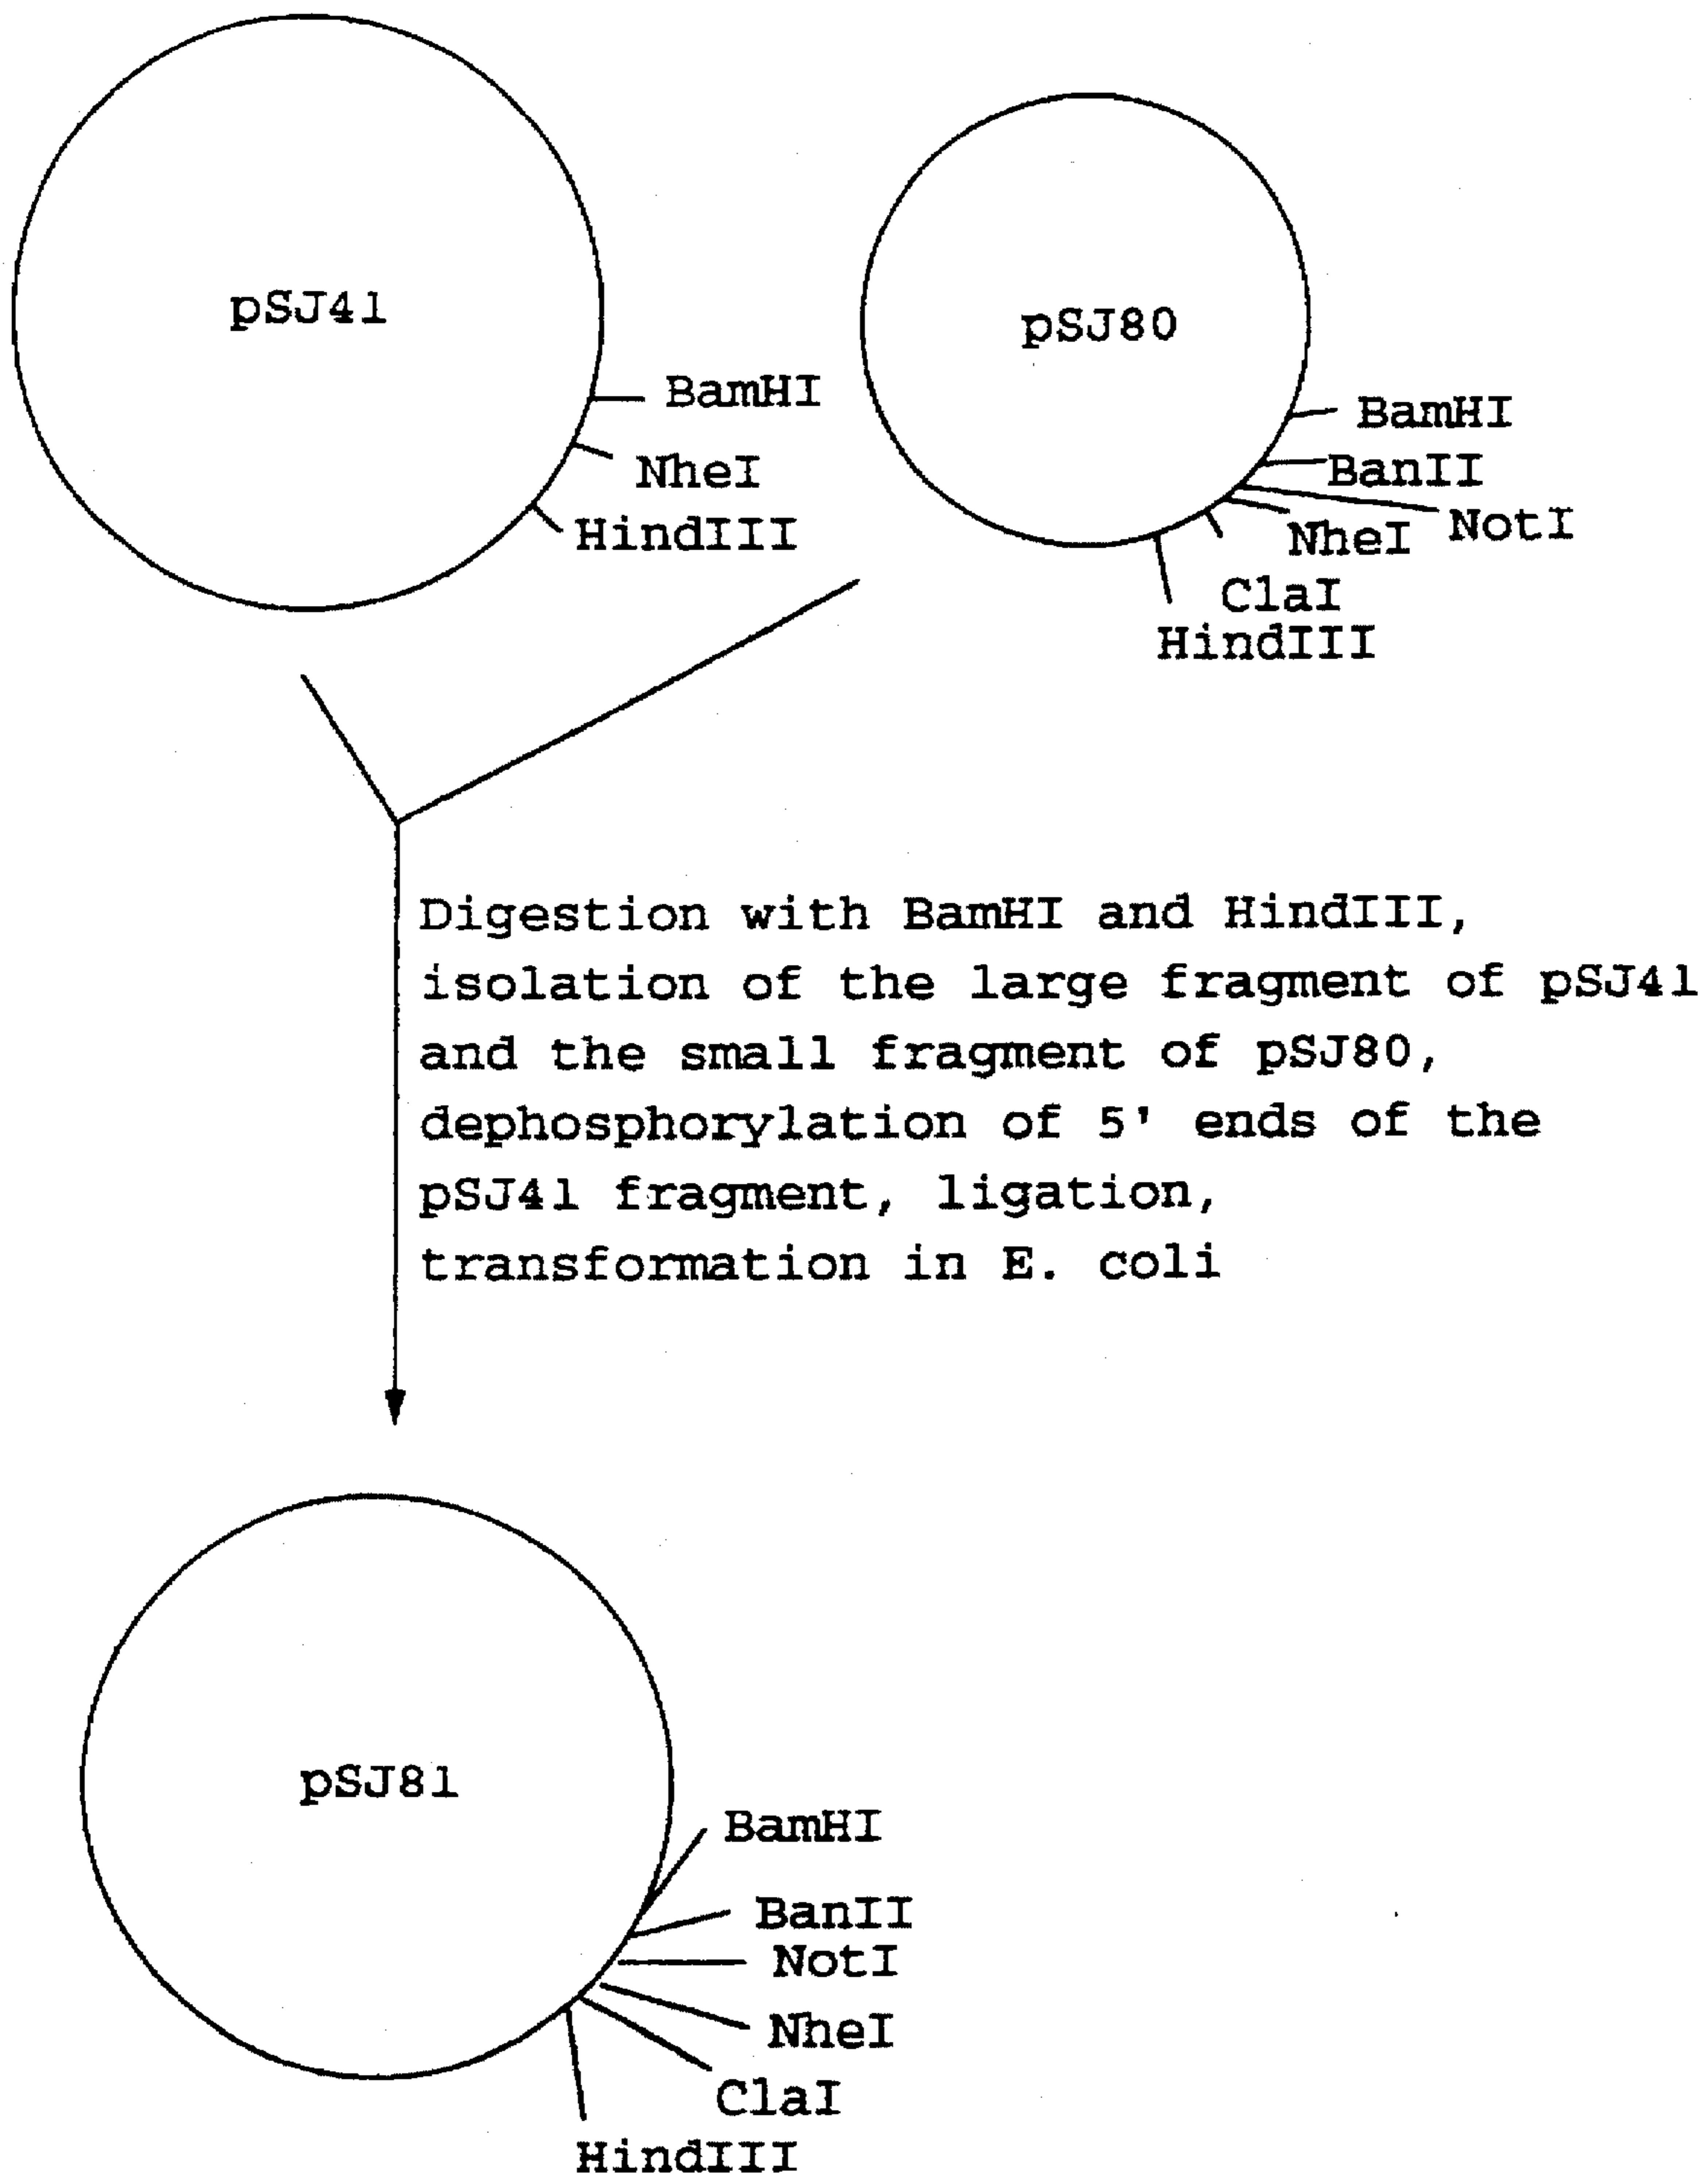 pSJ41
BamHI
NheI
HindIII
pSJ80
BamHI
BanII
NotI
NheI
ClaI
HindIII
Digestion with BamHI and HindIII,
isolation of the large fragment of pSJ41
and the small fragment of pSJ80,
dephosphorylation of 5' ends of the
pSJ41 fragment, ligation,
transformation in E. coli
pSJ81
BamHI
BanII
NotI
NheI
ClaI
HindIII